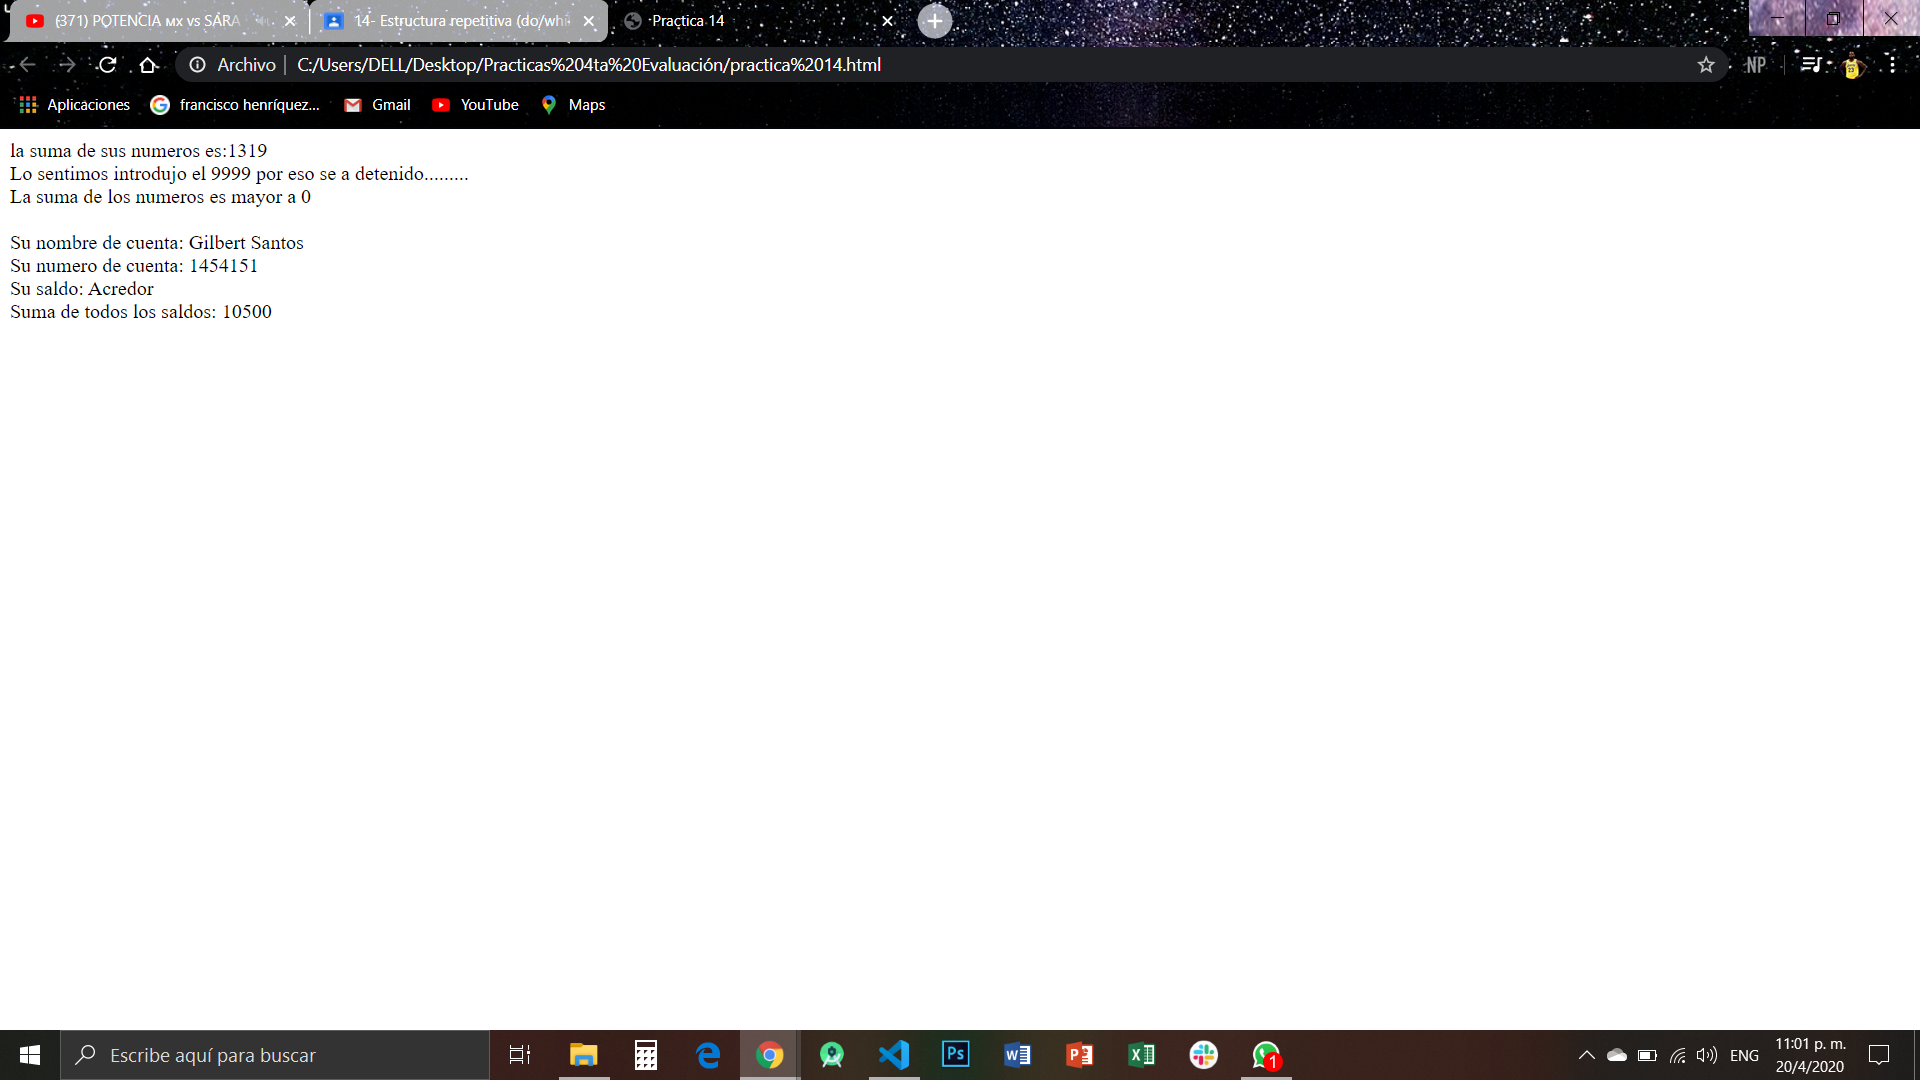 (371) POTENCIA мx vs SARA
14- Estructura repetitiva (do/whi
Practica 14
Archivo | C:/Users/DELL/Desktop/Practicas%204ta%20Evaluación/practica%2014.html
NP
Aplicaciones
francisco henríquez...
Gmail
YouTube
Maps
la suma de sus numeros es:1319
Lo sentimos introdujo el 9999 por eso se a detenido.........
La suma de los numeros es mayor a 0
Su nombre de cuenta: Gilbert Santos
Su numero de cuenta: 1454151
Su saldo: Acredor
Suma de todos los saldos: 10500
Escribe aquí para buscar
Ps
1
ENG
11:01 p. m.
20/4/2020